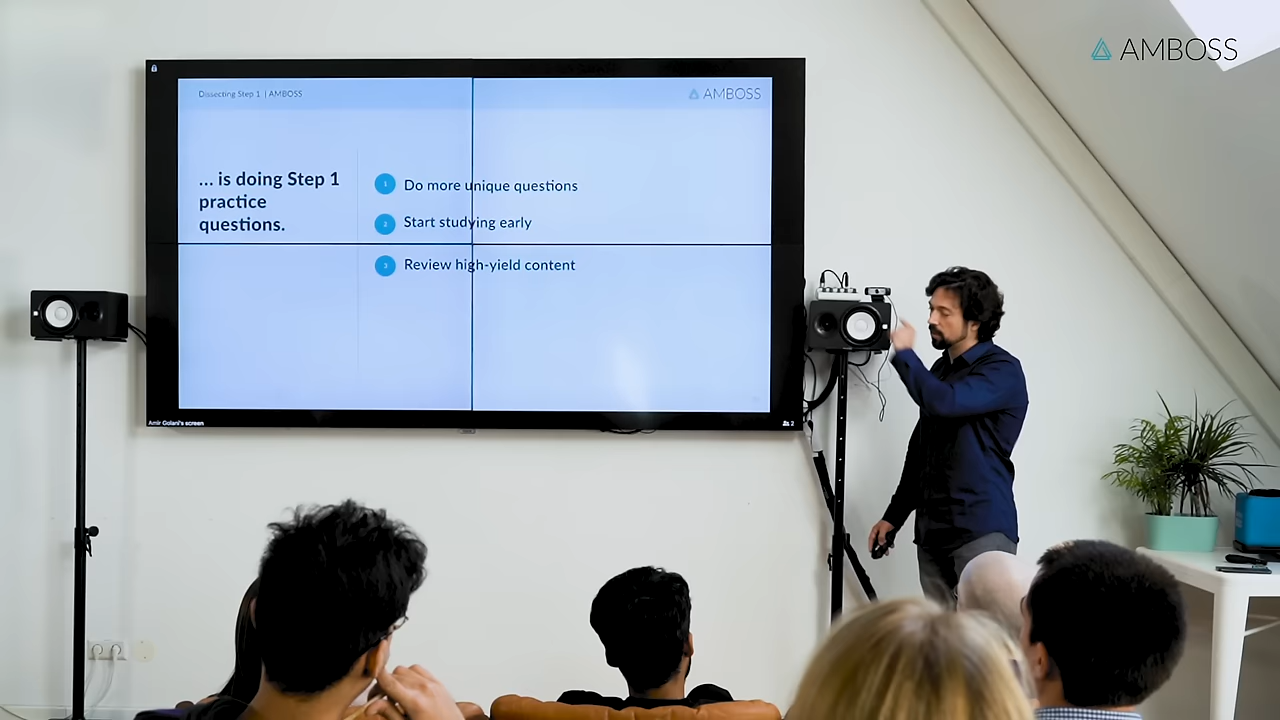 AMBOSS
Dissecting Step 1 | AMBOSS
AMBOSS
... is doing Step 1
practice
questions.
1 Do more unique questions
2 Start studying early
3 Review high-yield content
Amir Golani's screen
2